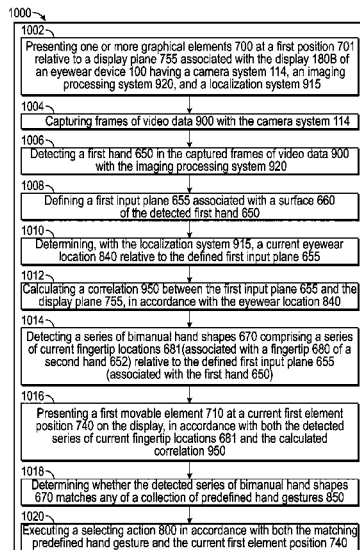 1000
1002
Presenting one or more graphical elements 700 at a first position 701
relative to a display plane 755 associated with the display 180B of
an eyewear device 100 having a camera system 114, an imaging
processing system 920, and a localization system 915
1004
Capturing frames of video data 900 with the camera system 114
1006
Detecting a first hand 650 in the captured frames of video data 900
with the imaging processing system 920
1008
Defining a first input plane 655 associated with a surface 660
of the detected first hand 650
1010
Determining, with the localization system 915, a current eyewear
location 840 relative to the defined first input plane 655
1012
Calculating a correlation 950 between the first input plane 655 and the
display plane 755, in accordance with the eyewear location 840
1014
Detecting a series of bimanual hand shapes 670 comprising a series
of current fingertip locations 681(associated with a fingertip 680 of a
second hand 652) relative to the defined first input plane 655
(associated with the first hand 650)
1016
Presenting a first movable element 710 at a current first element
position 740 on the display, in accordance with both the detected
series of current fingertip locations 681 and the calculated
correlation 950
1018
Determining whether the detected series of bimanual hand shapes
670 matches any of a collection of predefined hand gestures 850
1020
Executing a selecting action 800 in accordance with both the matching
predefined hand gesture and the current first element position 740